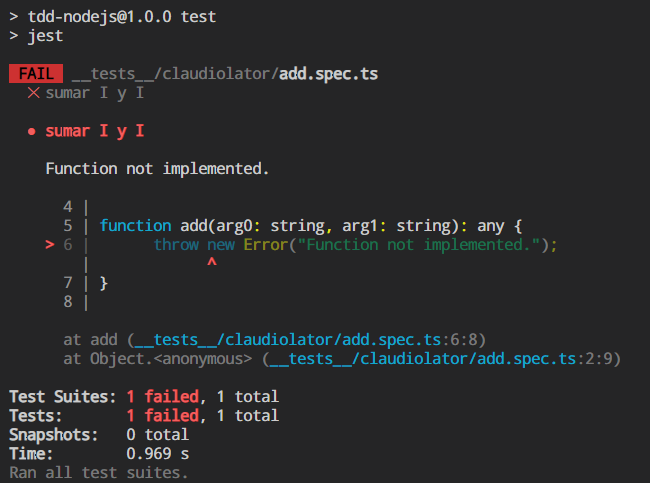 > tdd-nodejs@1.0.0 test
> jest
FAIL __tests__/claudiolator/add.spec.ts
✕ sumar I y I
● sumar I y I
Function not implemented.
4 |
5 | function add(arg0: string, arg1: string): any {
> 6 | throw new Error("Function not implemented.");
| ^
7 | }
8 |
at add (__tests__/claudiolator/add.spec.ts:6:8)
at Object.<anonymous> (__tests__/claudiolator/add.spec.ts:2:9)
Test Suites: 1 failed, 1 total
Tests: 1 failed, 1 total
Snapshots: 0 total
Time: 0.969 s
Ran all test suites.